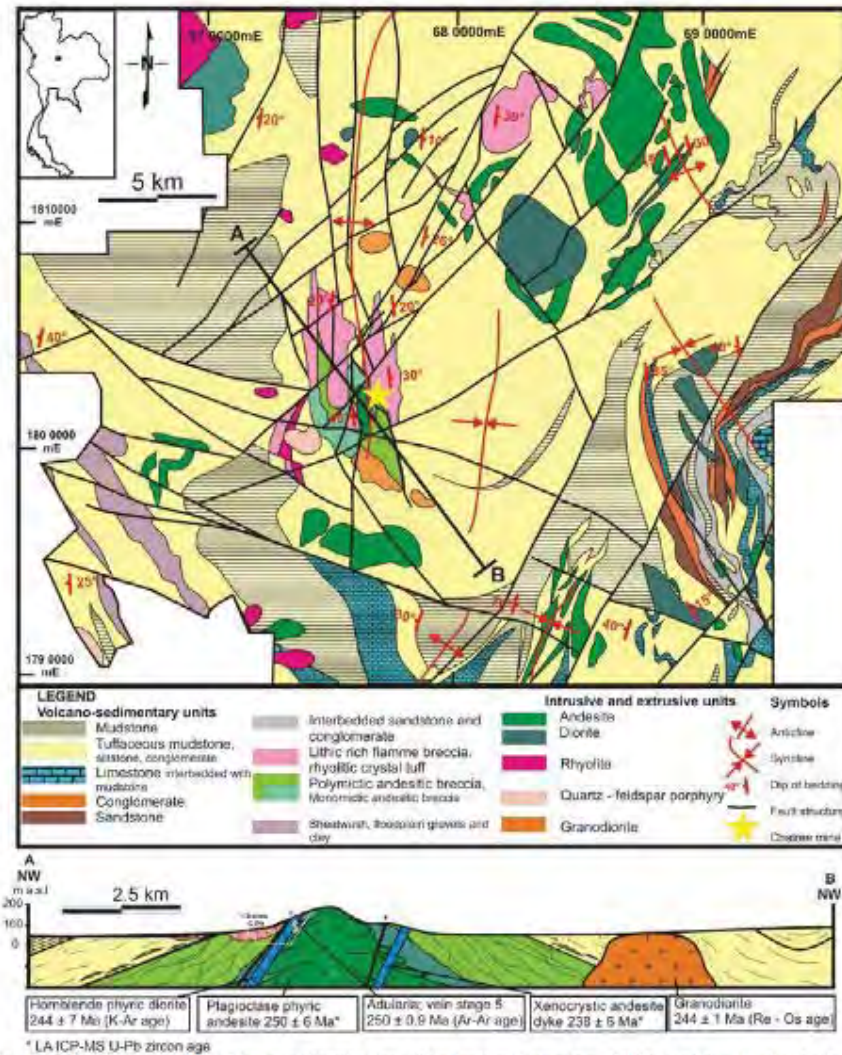 67 0000mE
68 0000mE
69 0000mE
N
5 km
1810000
mE
180 0000
mE
179 0000
mE
A
B
20°
30°
26°
20°
30°
40°
25°
40°
15°
LEGEND
Volcano-sedimentary units
Mudstone
Tuffaceous mudstone,
siltstone, conglomerate
Limestone interbedded with
mudstone
Conglomerate
Sandstone
Interbedded sandstone and
conglomerate
Lithic rich fiamme breccia,
rhyolitic crystal tuff
Polymictic andesitic breccia,
Monomictic andesitic breccia
Sheetwash, floodplain gravels and
clay
Intrusive and extrusive units
Andesite
Diorite
Rhyolite
Quartz - feldspar porphyry
Granodiorite
Symbols
Anticline
Syncline
Dip of bedding
Fault structure
Chatree mine
A
NW
m a.s.l
2.5 km
B
NW
200
100
0
Hornblende phyric diorite
244 ± 7 Ma (K-Ar age)
Plagioclase phyric
andesite 250 ± 6 Ma*
Adularia; vein stage 5
250 ± 0.9 Ma (Ar-Ar age)
Xenocrystic andesite
dyke 238 ± 6 Ma*
Granodiorite
244 ± 1 Ma (Re - Os age)
* LA ICP-MS U-Pb zircon age